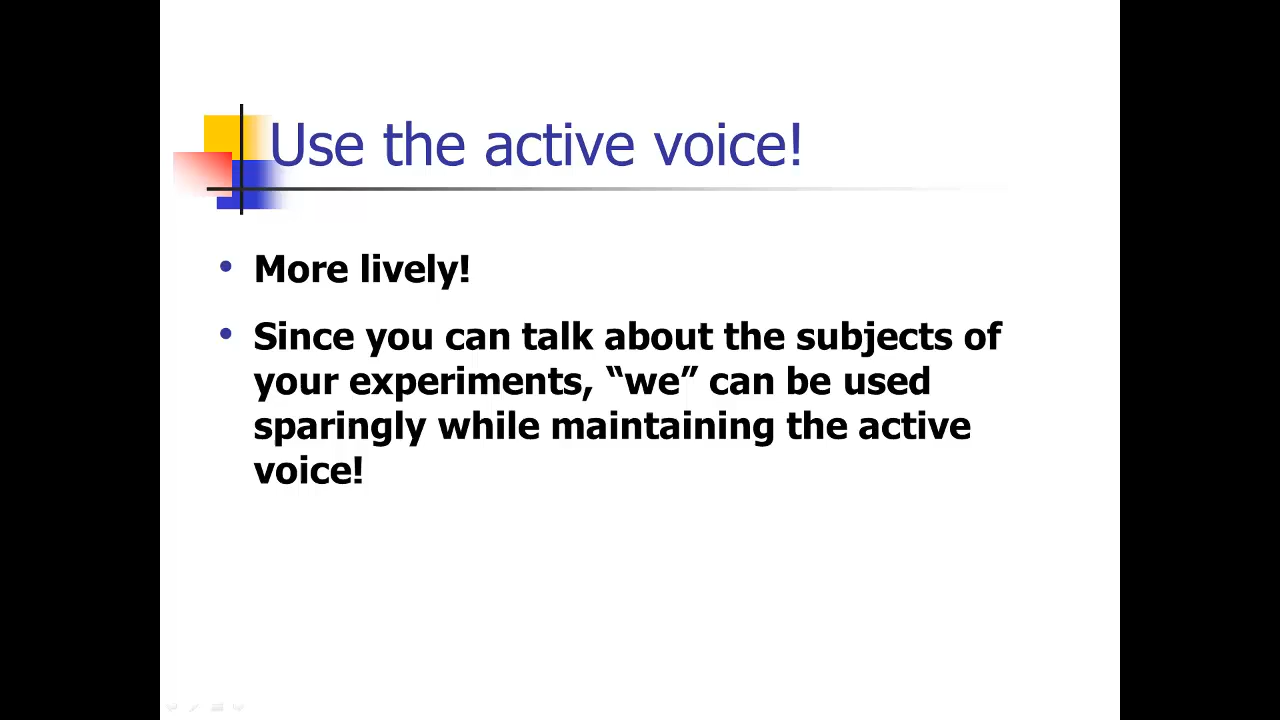 Use the active voice!
• More lively!
• Since you can talk about the subjects of
your experiments, “we” can be used
sparingly while maintaining the active
voice!